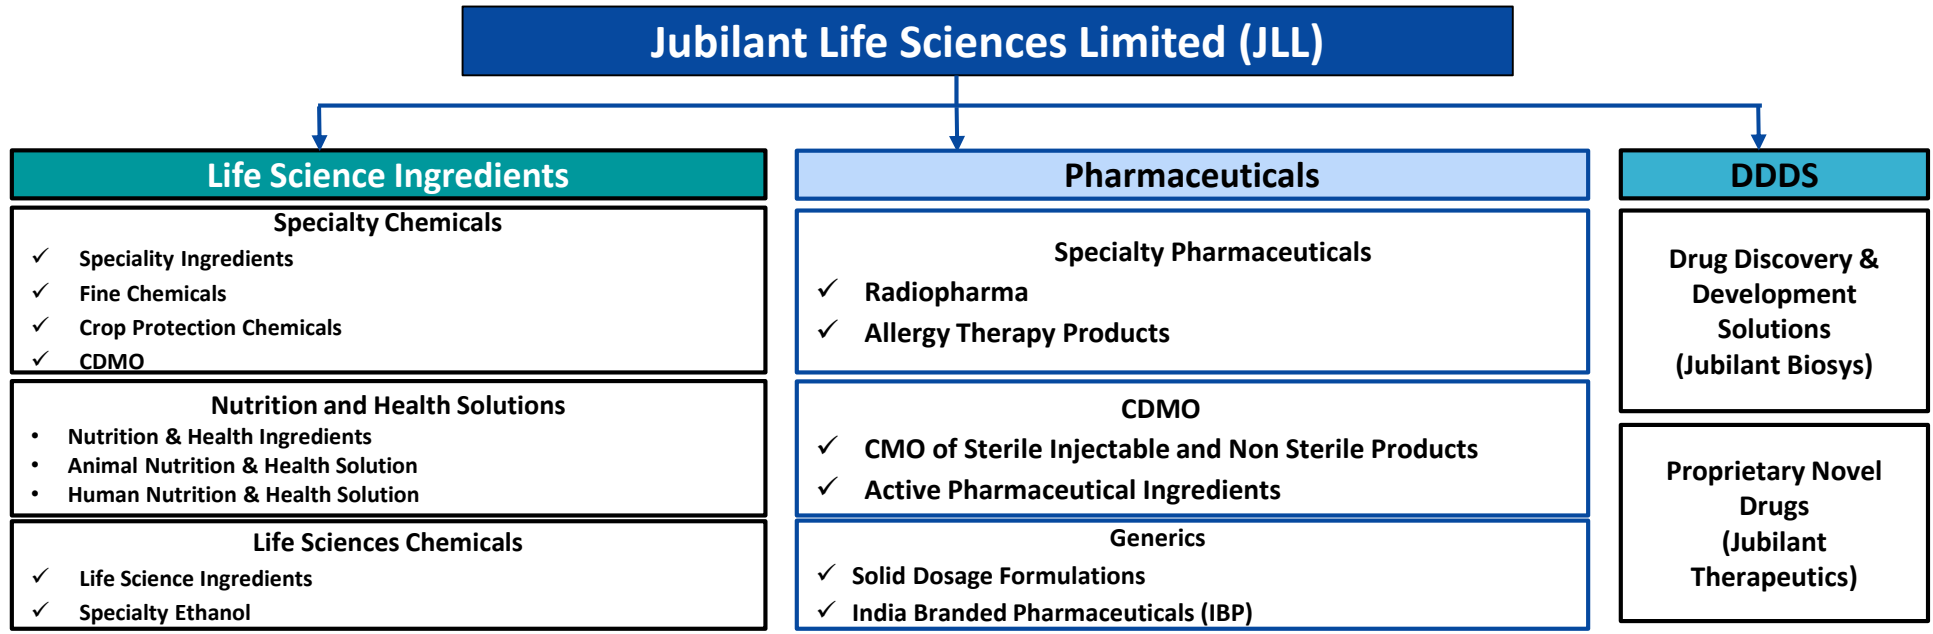 Jubilant Life Sciences Limited (JLL)
Life Science Ingredients
Specialty Chemicals
✓ Speciality Ingredients
✓ Fine Chemicals
✓ Crop Protection Chemicals
✓ CDMO
Nutrition and Health Solutions
• Nutrition & Health Ingredients
• Animal Nutrition & Health Solution
• Human Nutrition & Health Solution
Life Sciences Chemicals
✓ Life Science Ingredients
✓ Specialty Ethanol
Pharmaceuticals
Specialty Pharmaceuticals
✓ Radiopharma
✓ Allergy Therapy Products
CDMO
✓ CMO of Sterile Injectable and Non Sterile Products
✓ Active Pharmaceutical Ingredients
Generics
✓ Solid Dosage Formulations
✓ India Branded Pharmaceuticals (IBP)
DDDS
Drug Discovery &
Development
Solutions
(Jubilant Biosys)
Proprietary Novel
Drugs
(Jubilant
Therapeutics)